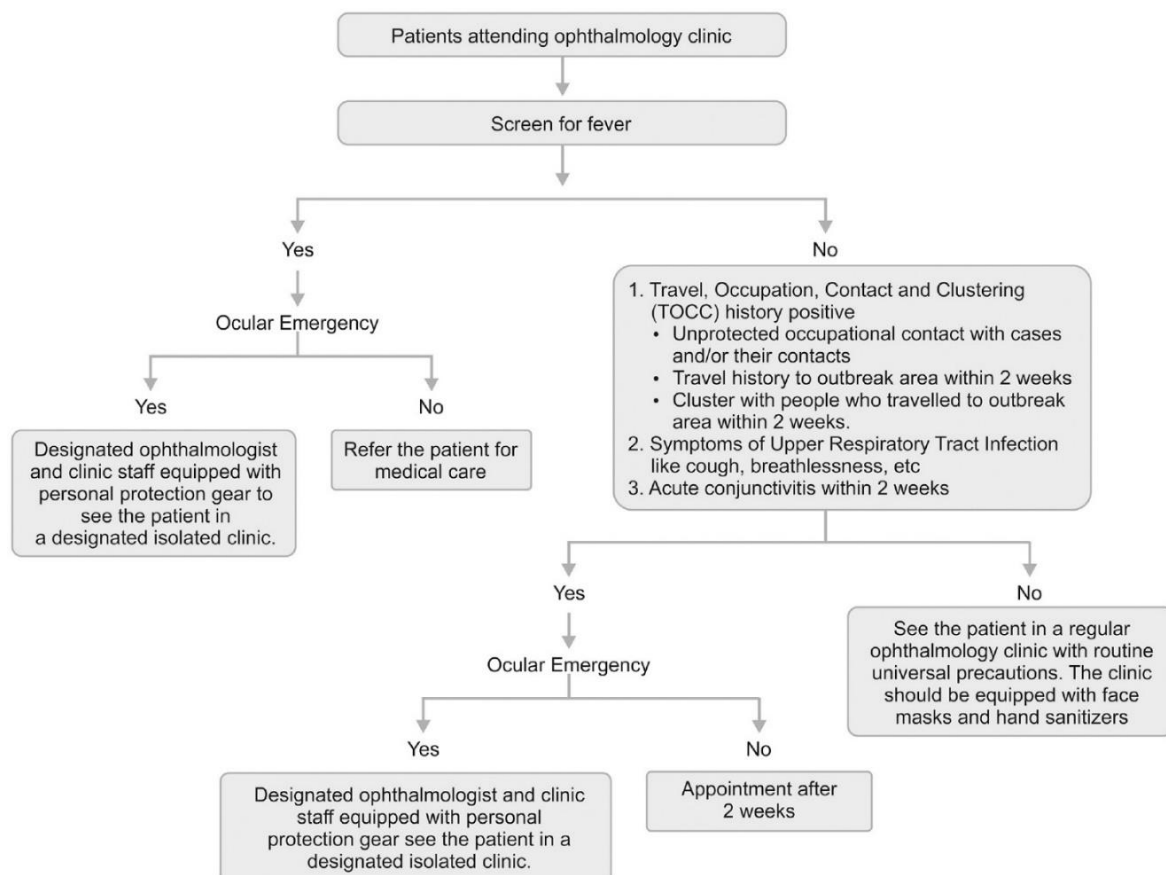 Patients attending ophthalmology clinic
Screen for fever
Yes
No
Ocular Emergency
Yes
No
Designated ophthalmologist
and clinic staff equipped with
personal protection gear to
see the patient in
a designated isolated clinic.
Refer the patient for
medical care
1. Travel, Occupation, Contact and Clustering
(TOCC) history positive
• Unprotected occupational contact with cases
and/or their contacts
• Travel history to outbreak area within 2 weeks
• Cluster with people who travelled to outbreak
area within 2 weeks.
2. Symptoms of Upper Respiratory Tract Infection
like cough, breathlessness, etc
3. Acute conjunctivitis within 2 weeks
Yes
No
Ocular Emergency
See the patient in a regular
ophthalmology clinic with routine
universal precautions. The clinic
should be equipped with face
masks and hand sanitizers
Yes
No
Designated ophthalmologist and clinic
staff equipped with personal
protection gear see the patient in a
designated isolated clinic.
Appointment after
2 weeks